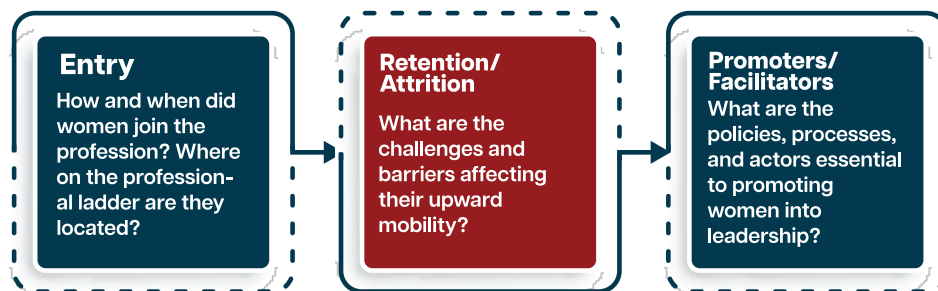 Entry
How and when did
women join the
profession? Where
on the profession-
al ladder are they
located?
Retention/
Attrition
What are the
challenges and
barriers affecting
their upward
mobility?
Promoters/
Facilitators
What are the
policies, processes,
and actors essential
to promoting
women into
leadership?